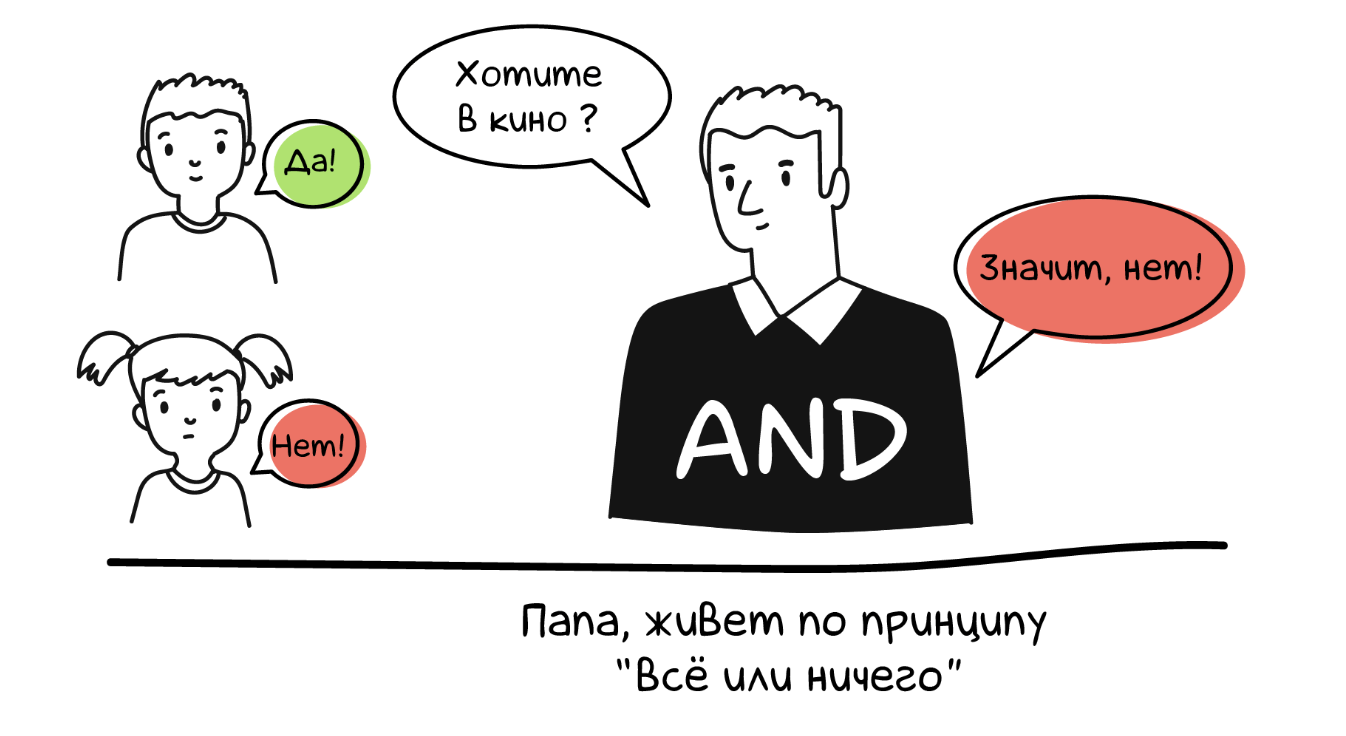 Хотите
в кино ?
Да!
Значит, нет!
Нет!
AND
Папа, живет по принципу
"Всё или ничего"